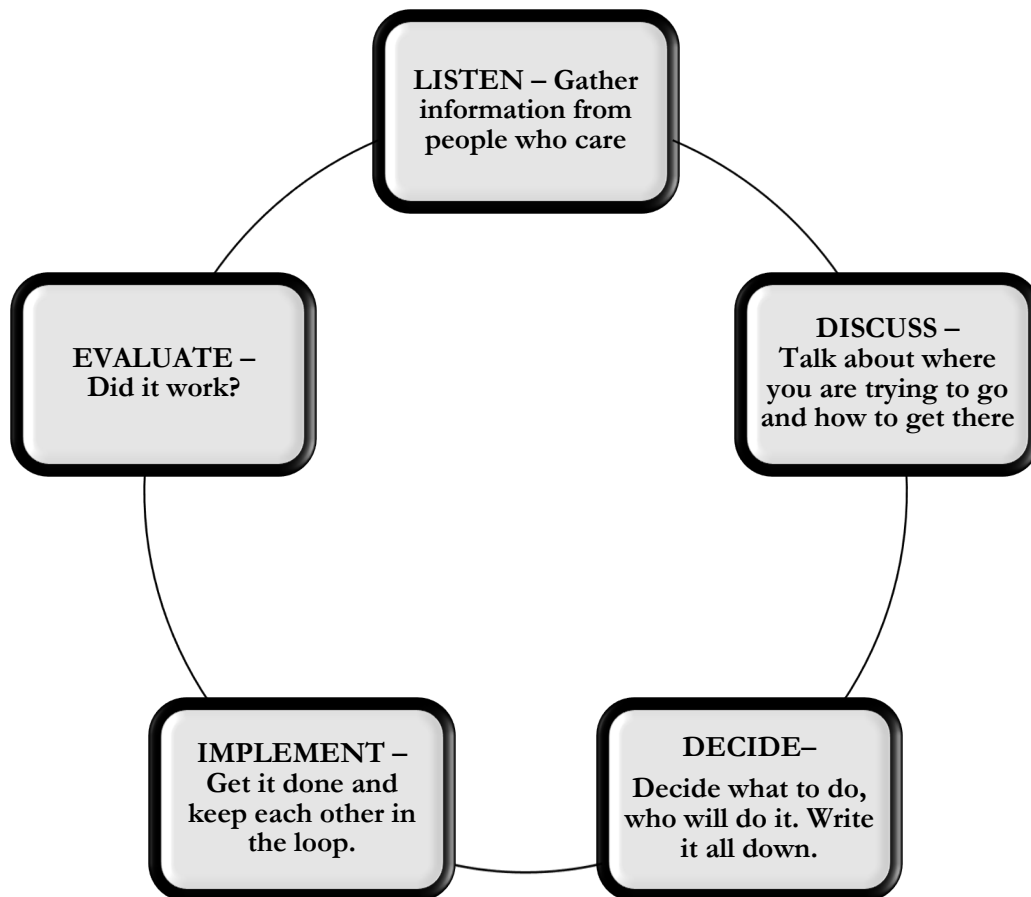 LISTEN – Gather
information from
people who care
DISCUSS –
Talk about where
you are trying to go
and how to get there
DECIDE–
Decide what to do,
who will do it. Write
it all down.
IMPLEMENT –
Get it done and
keep each other in
the loop.
EVALUATE –
Did it work?